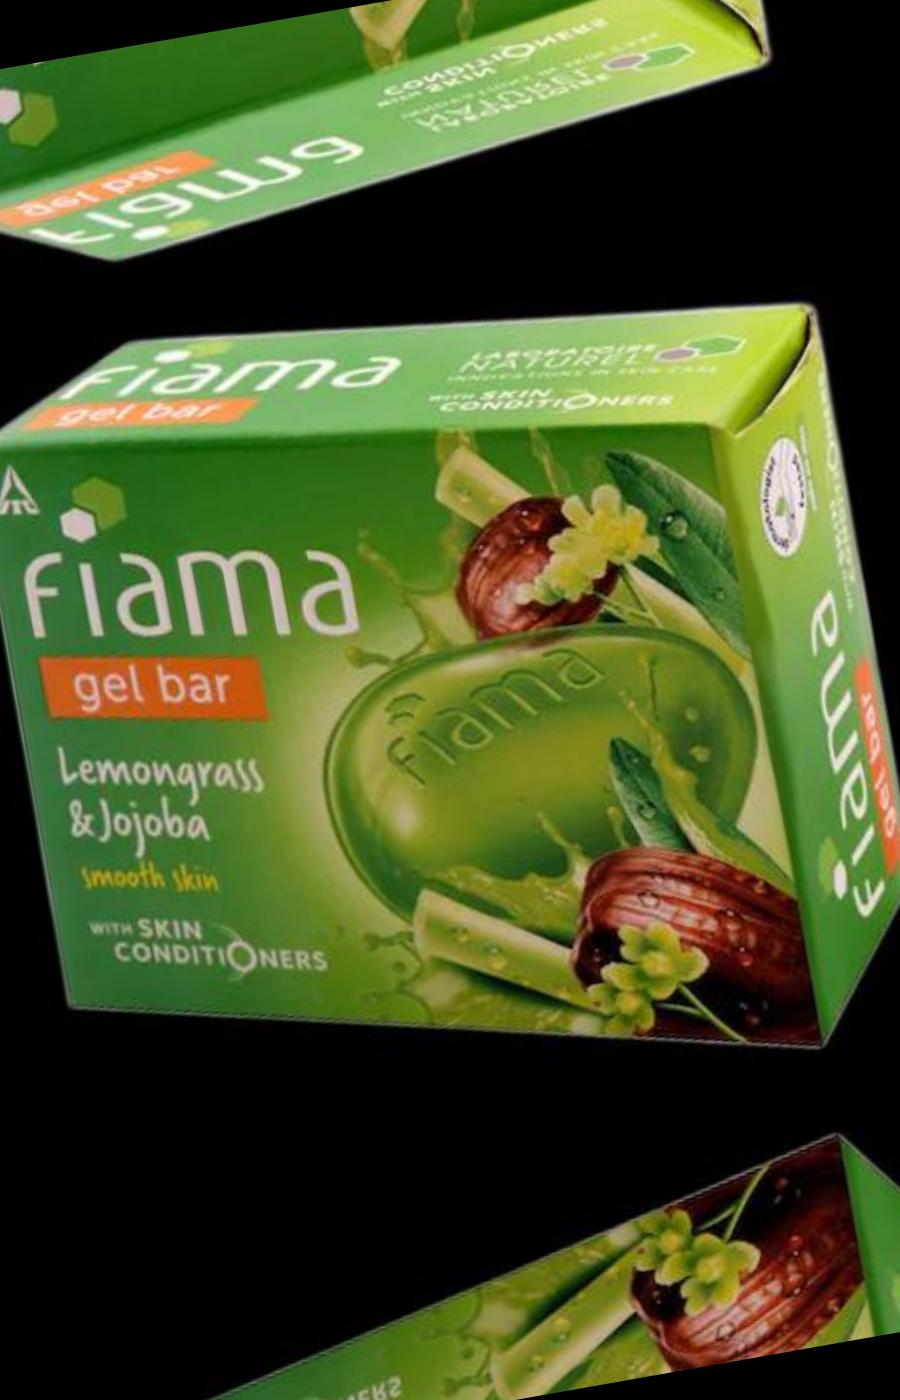 fiama
gel bar
LABORATOIRE
NATUREL
INNOVATIONS IN SKIN CARE
WITH SKIN
CONDITIONERS
ITC
fiama
gel bar
Lemongrass
& Jojoba
smooth skin
WITH SKIN
CONDITIONERS
fiama
fiama
gel bar